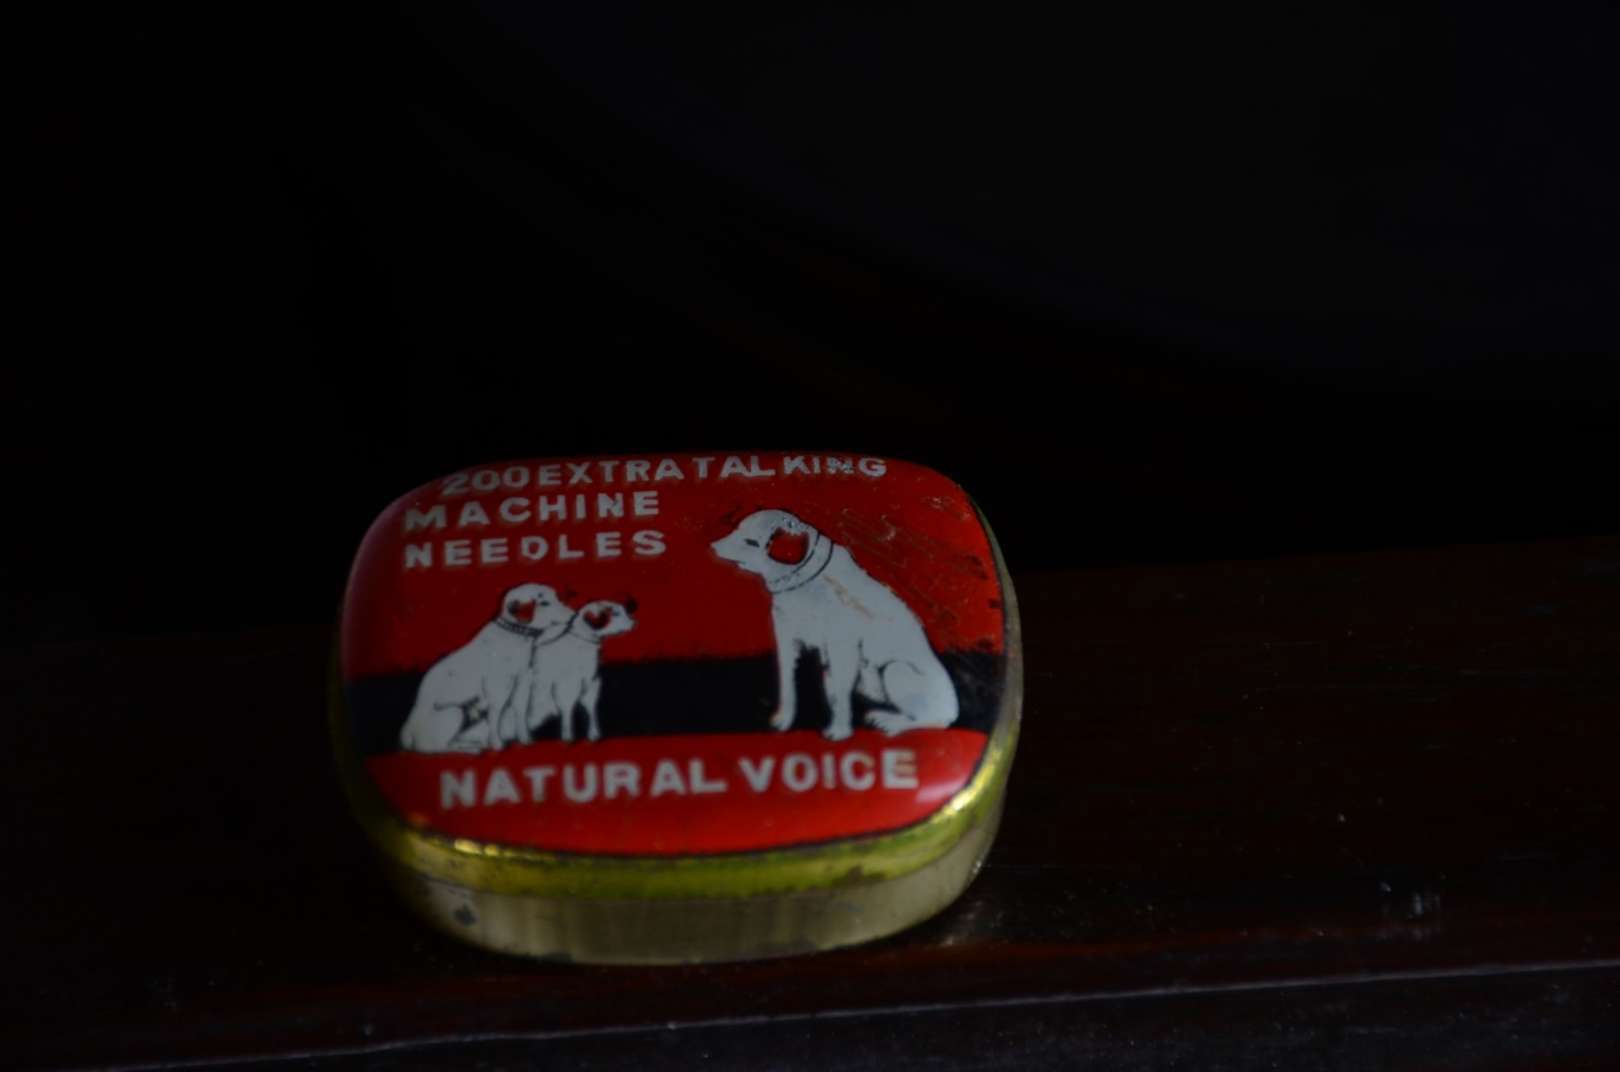 200 EXTRA TALKING
MACHINE
NEEDLES
NATURAL VOICE